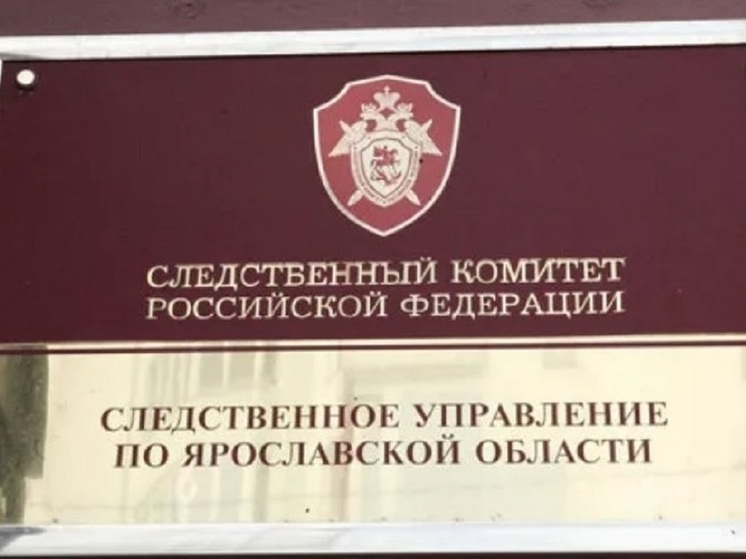 СЛЕДСТВЕННЫЙ КОМИТЕТ
РОССИЙСКОЙ ФЕДЕРАЦИИ
СЛЕДСТВЕННОЕ УПРАВЛЕНИЕ
ПО ЯРОСЛАВСКОЙ ОБЛАСТИ